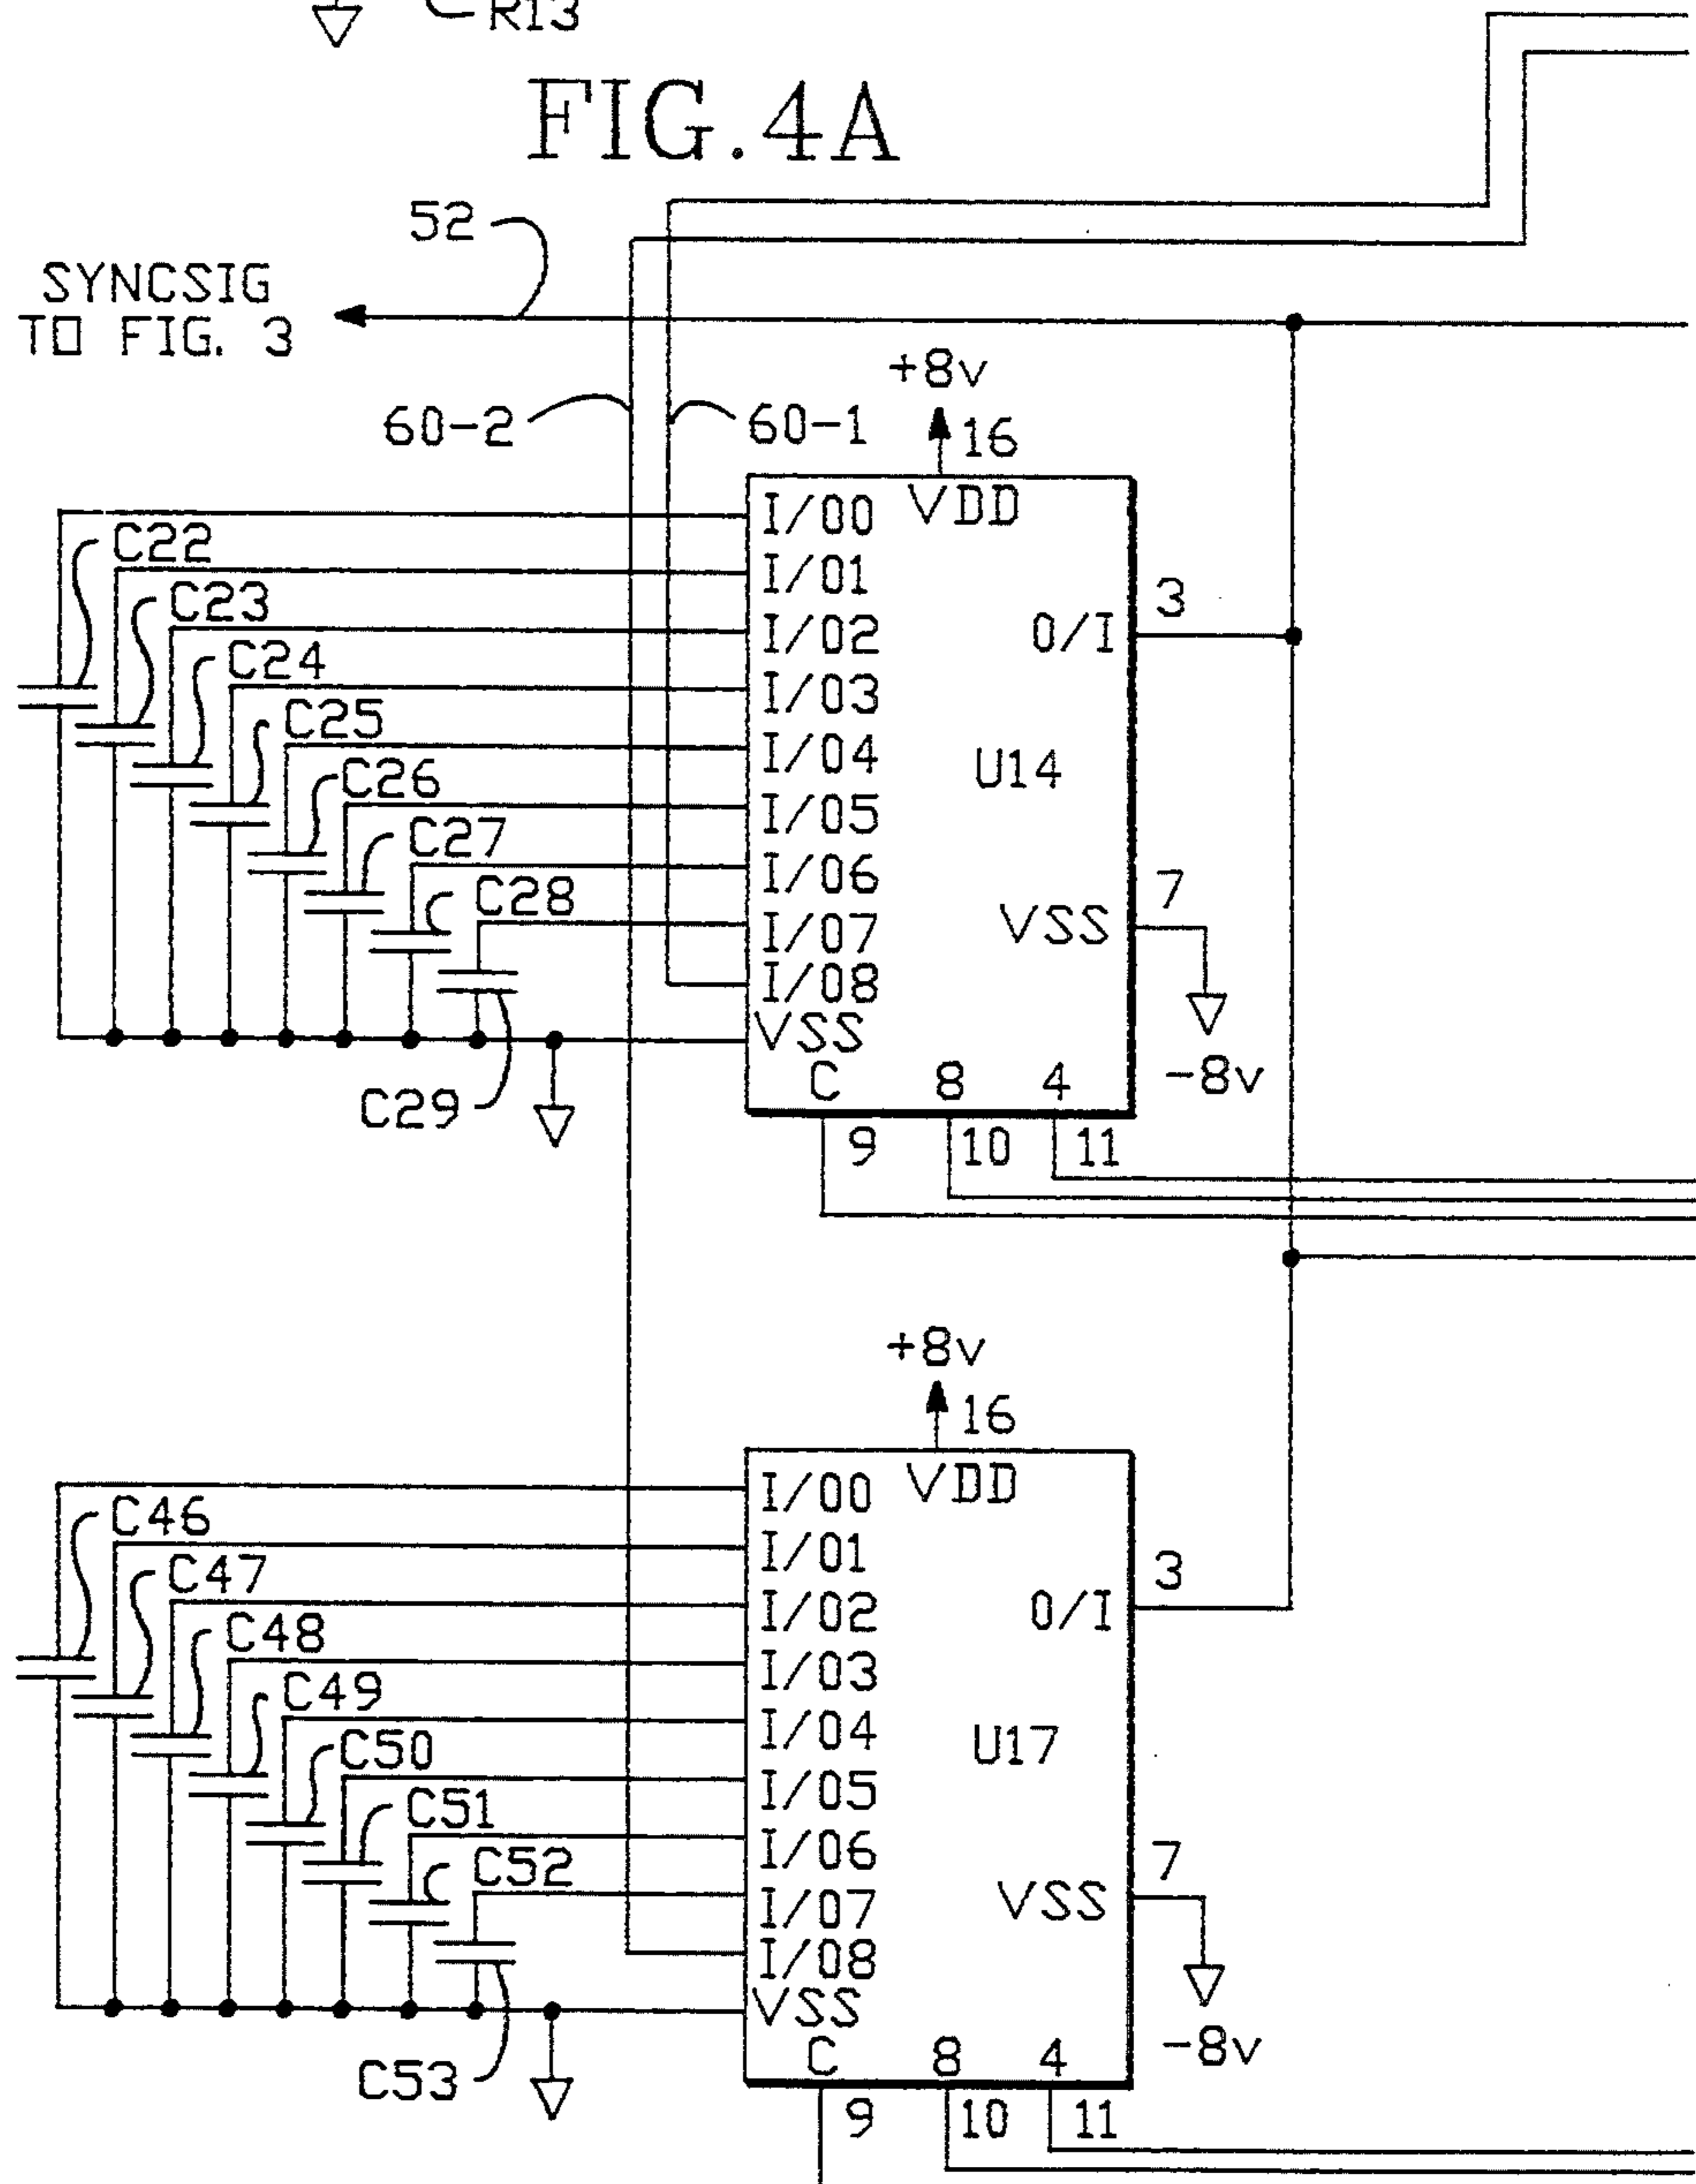 R13
FIG.4A
52
SYNCSIG
TO FIG. 3
+8v
60-2
60-1
16
I/00
VDD
C22
I/01
C23
3
I/02
0/I
C24
I/03
C25
I/04
U14
C26
I/05
C27
I/06
7
C28
I/07
VSS
I/08
VSS
-8v
C
8
4
C29
9
10
11
+8v
16
I/00
VDD
C46
I/01
C47
3
I/02
0/I
C48
I/03
C49
I/04
U17
C50
I/05
C51
I/06
7
C52
I/07
VSS
I/08
VSS
-8v
C
8
4
C53
9
10
11